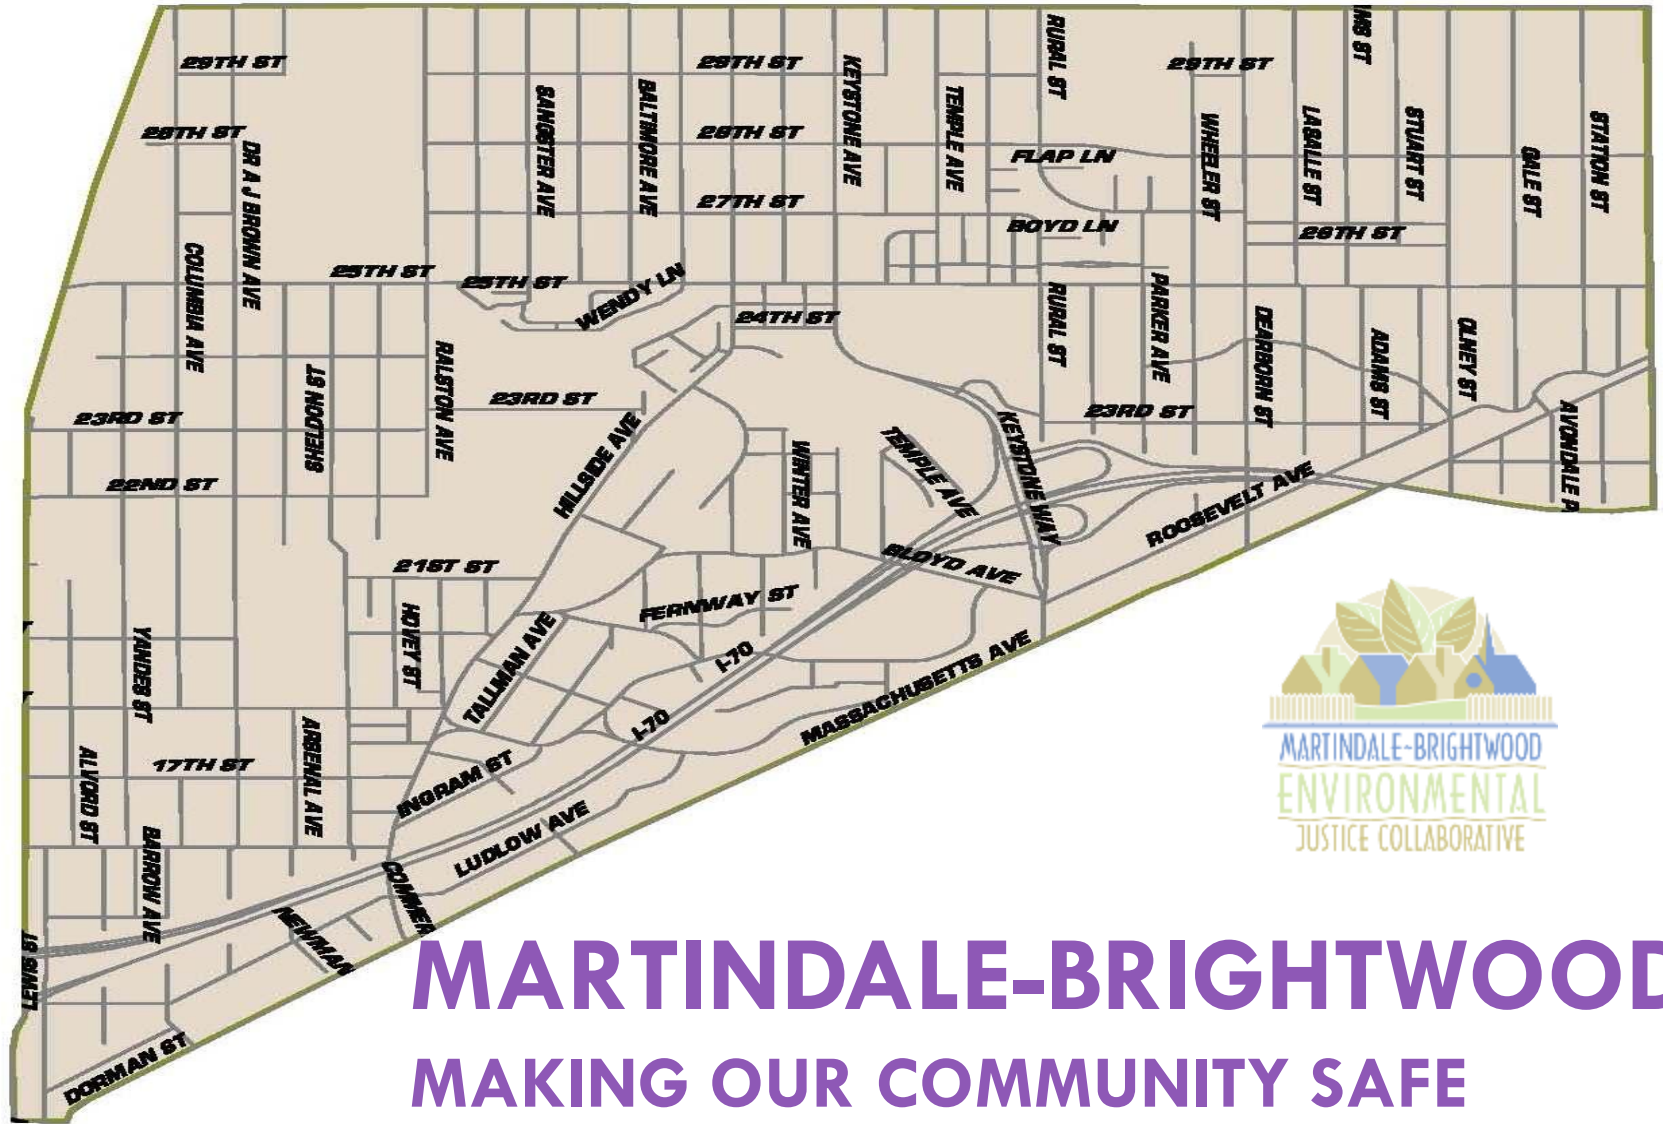 29TH ST
29TH ST
29TH ST
28TH ST
28TH ST
27TH ST
26TH ST
25TH ST
25TH ST
24TH ST
23RD ST
23RD ST
23RD ST
22ND ST
21ST ST
17TH ST
DR A J BROWN AVE
COLUMBIA AVE
SANGSTER AVE
BALTIMORE AVE
KEYSTONE AVE
TEMPLE AVE
RURAL ST
FLAP LN
BOYD LN
WHEELER ST
LASALLE ST
STUART ST
GALE ST
STATION ST
WENDY LN
SHELDON ST
RALSTON AVE
HILLSIDE AVE
WINTER AVE
TEMPLE AVE
KEYSTONE WAY
RURAL ST
PARKER AVE
DEARBORN ST
ADAMS ST
OLNEY ST
AVONDALE P
ROOSEVELT AVE
BLOYD AVE
FERNWAY ST
HOVEY ST
TALLMAN AVE
I-70
I-70
MASSACHUSETTS AVE
YANDES ST
ALVORD ST
ARSENAL AVE
BARROW AVE
INGRAM ST
LUDLOW AVE
COMMER
NEWMAN
LEWIS ST
DORMAN ST
MARTINDALE~BRIGHTWOOD
ENVIRONMENTAL
JUSTICE COLLABORATIVE
MARTINDALE-BRIGHTWOOD
MAKING OUR COMMUNITY SAFE